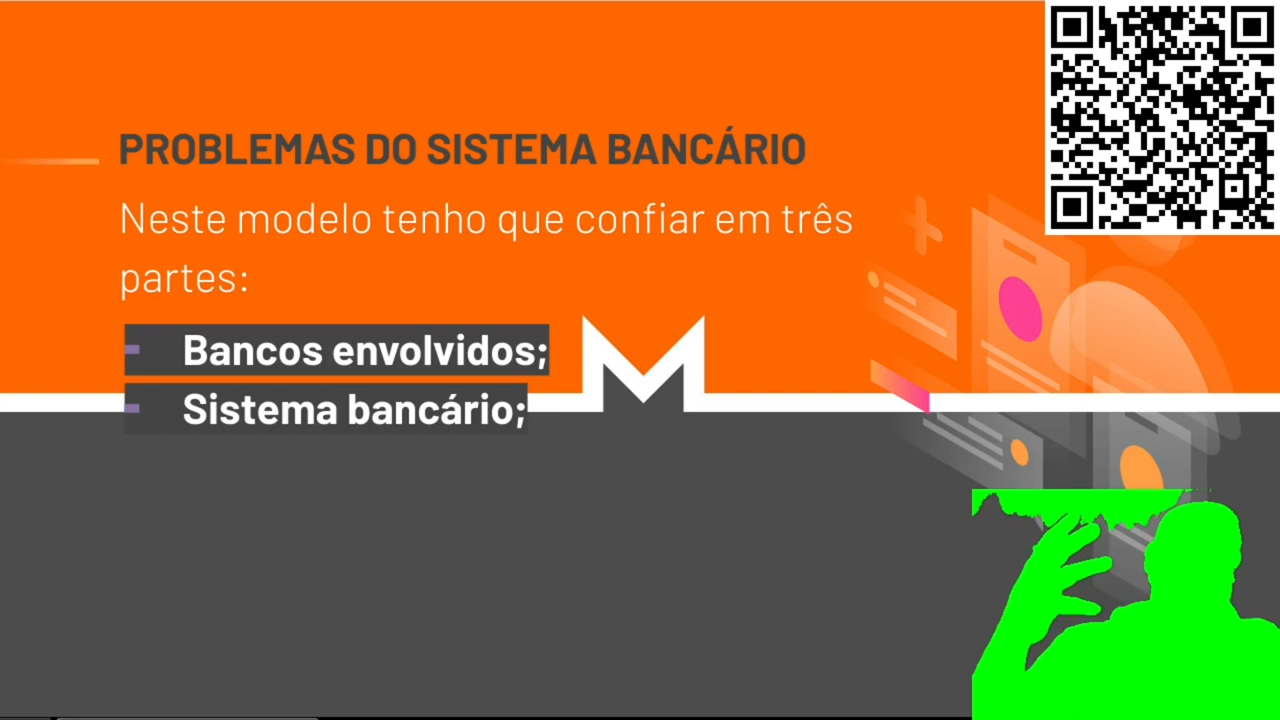 PROBLEMAS DO SISTEMA BANCÁRIO
Neste modelo tenho que confiar em três
partes:
Bancos envolvidos;
Sistema bancário;